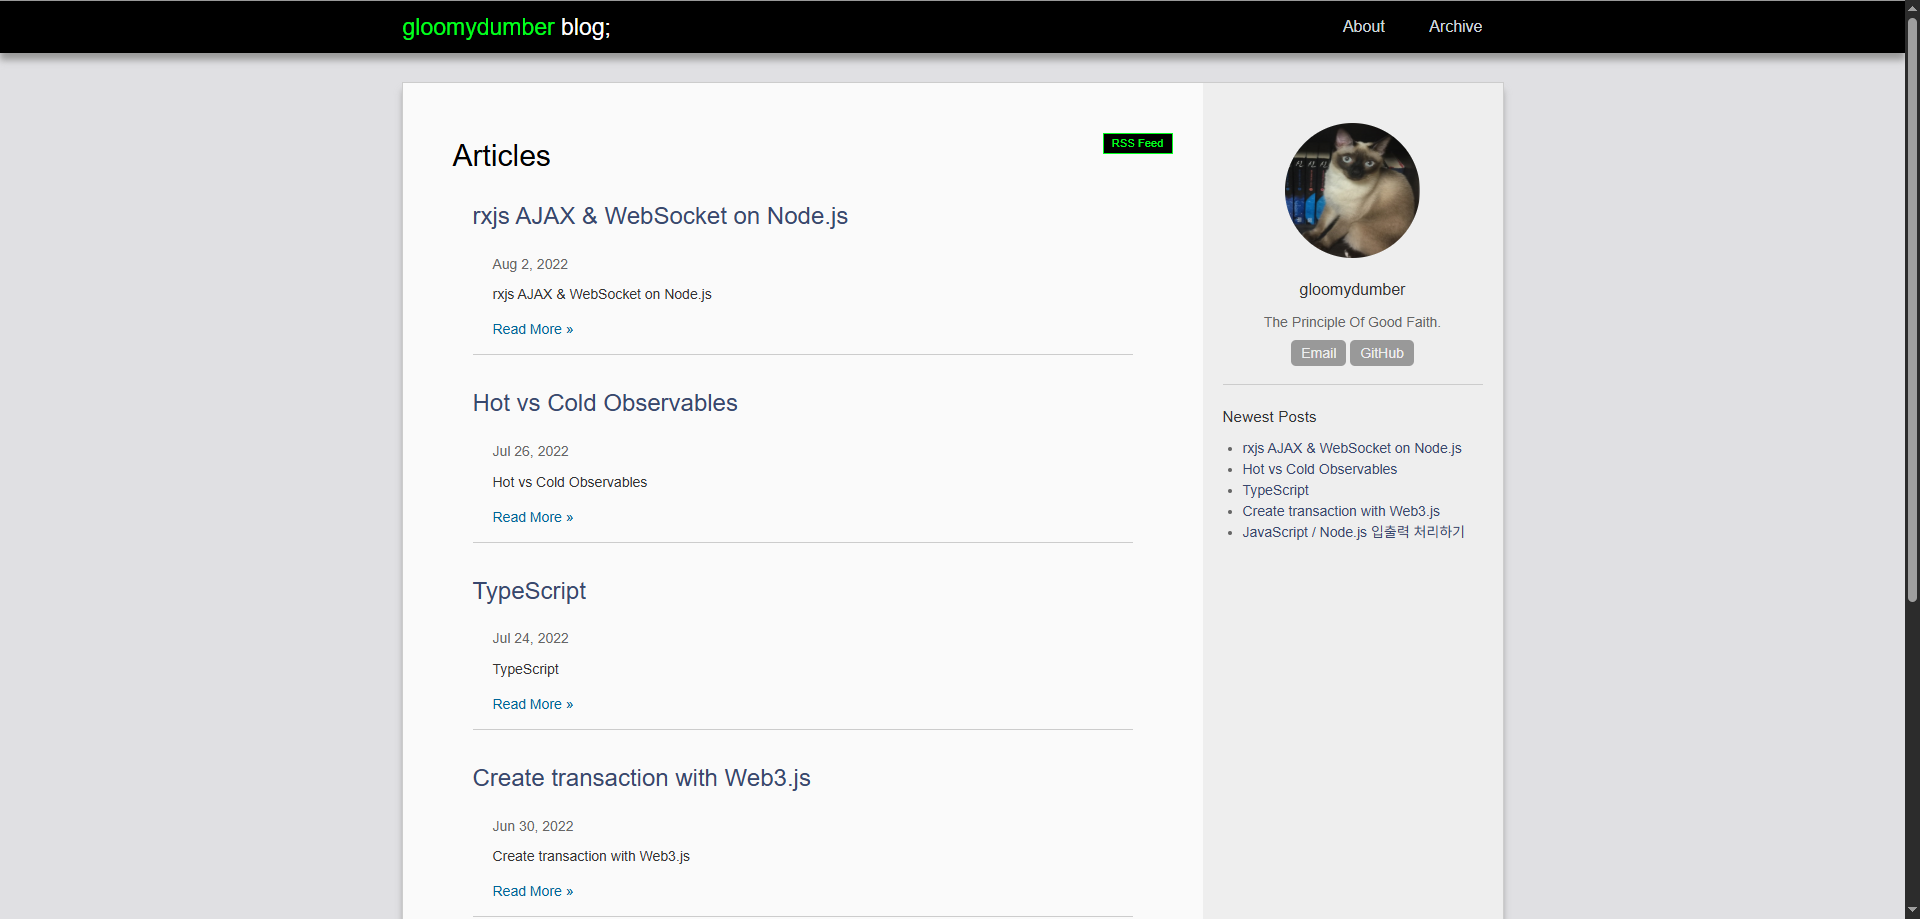 gloomydumber blog;
About
Archive
Articles
RSS Feed
rxjs AJAX & WebSocket on Node.js
Aug 2, 2022
rxjs AJAX & WebSocket on Node.js
Read More »
Hot vs Cold Observables
Jul 26, 2022
Hot vs Cold Observables
Read More »
TypeScript
Jul 24, 2022
TypeScript
Read More »
Create transaction with Web3.js
Jun 30, 2022
Create transaction with Web3.js
Read More »
gloomydumber
The Principle Of Good Faith.
Email
GitHub
Newest Posts
rxjs AJAX & WebSocket on Node.js
Hot vs Cold Observables
TypeScript
Create transaction with Web3.js
JavaScript / Node.js 입출력 처리하기